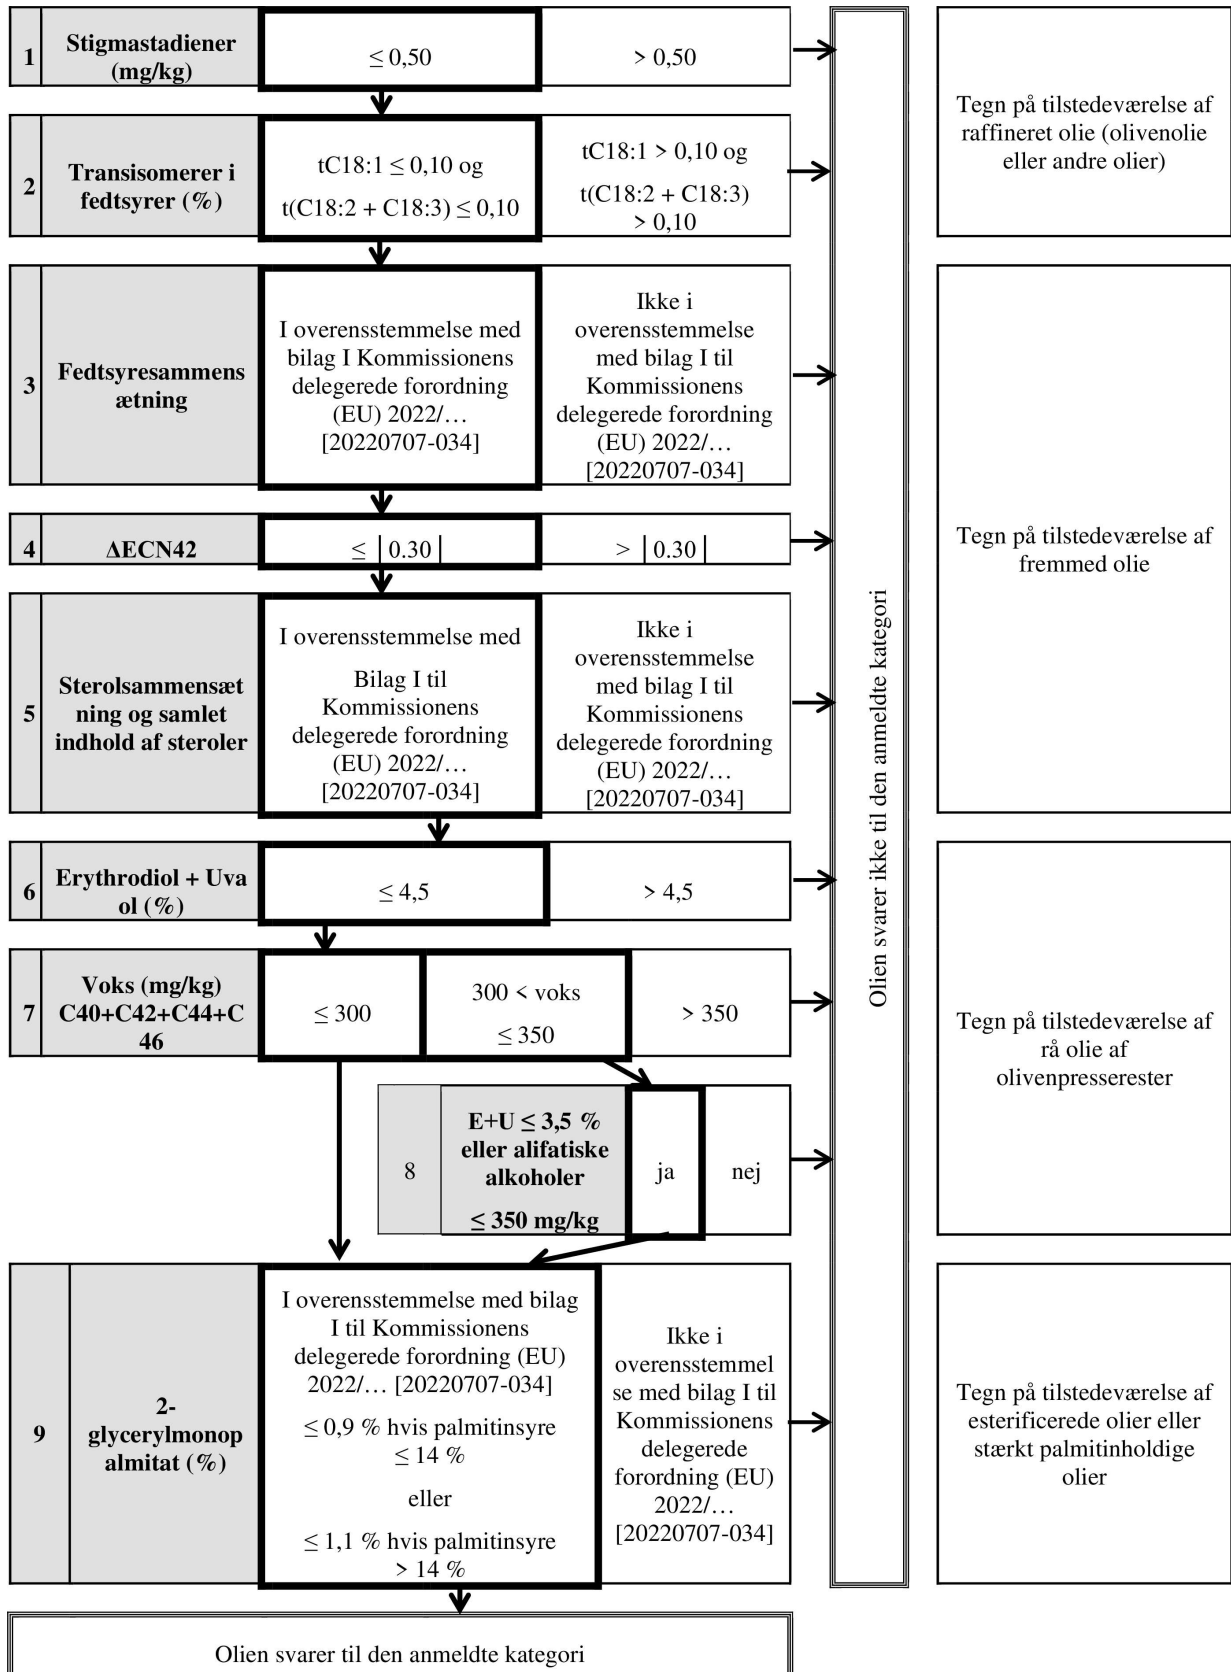 1
Stigmastadiener
(mg/kg)
≤ 0,50
> 0,50
2
Transisomerer i
fedtsyrer (%)
tC18:1 ≤ 0,10 og
t(C18:2 + C18:3) ≤ 0,10
tC18:1 > 0,10 og
t(C18:2 + C18:3)
> 0,10
Tegn på tilstedeværelse af
raffineret olie (olivenolie
eller andre olier)
3
Fedtsyresammens
ætning
I overensstemmelse med
bilag I Kommissionens
delegerede forordning
(EU) 2022/…
[20220707-034]
Ikke i
overensstemmelse
med bilag I til
Kommissionens
delegerede forordning
(EU) 2022/…
[20220707-034]
4
ΔECN42
≤ | 0.30 |
> | 0.30 |
Tegn på tilstedeværelse af
fremmed olie
5
Sterolsammensæt
ning og samlet
indhold af steroler
I overensstemmelse med
Bilag I til
Kommissionens
delegerede forordning
(EU) 2022/…
[20220707-034]
Ikke i
overensstemmelse
med bilag I til
Kommissionens
delegerede forordning
(EU) 2022/…
[20220707-034]
Olien svarer ikke til den anmeldte kategori
6
Erythrodiol + Uva
ol (%)
≤ 4,5
> 4,5
7
Voks (mg/kg)
C40+C42+C44+C
46
≤ 300
300 < voks
≤ 350
> 350
Tegn på tilstedeværelse af
rå olie af
olivenpresserester
8
E+U ≤ 3,5 %
eller alifatiske
alkoholer
≤ 350 mg/kg
ja
nej
9
2-
glycerylmonop
almitat (%)
I overensstemmelse med bilag
I til Kommissionens
delegerede forordning (EU)
2022/… [20220707-034]
≤ 0,9 % hvis palmitinsyre
≤ 14 %
eller
≤ 1,1 % hvis palmitinsyre
> 14 %
Ikke i
overensstemmel
se med bilag I til
Kommissionens
delegerede
forordning (EU)
2022/…
[20220707-034]
Tegn på tilstedeværelse af
esterificerede olier eller
stærkt palmitinholdige
olier
Olien svarer til den anmeldte kategori